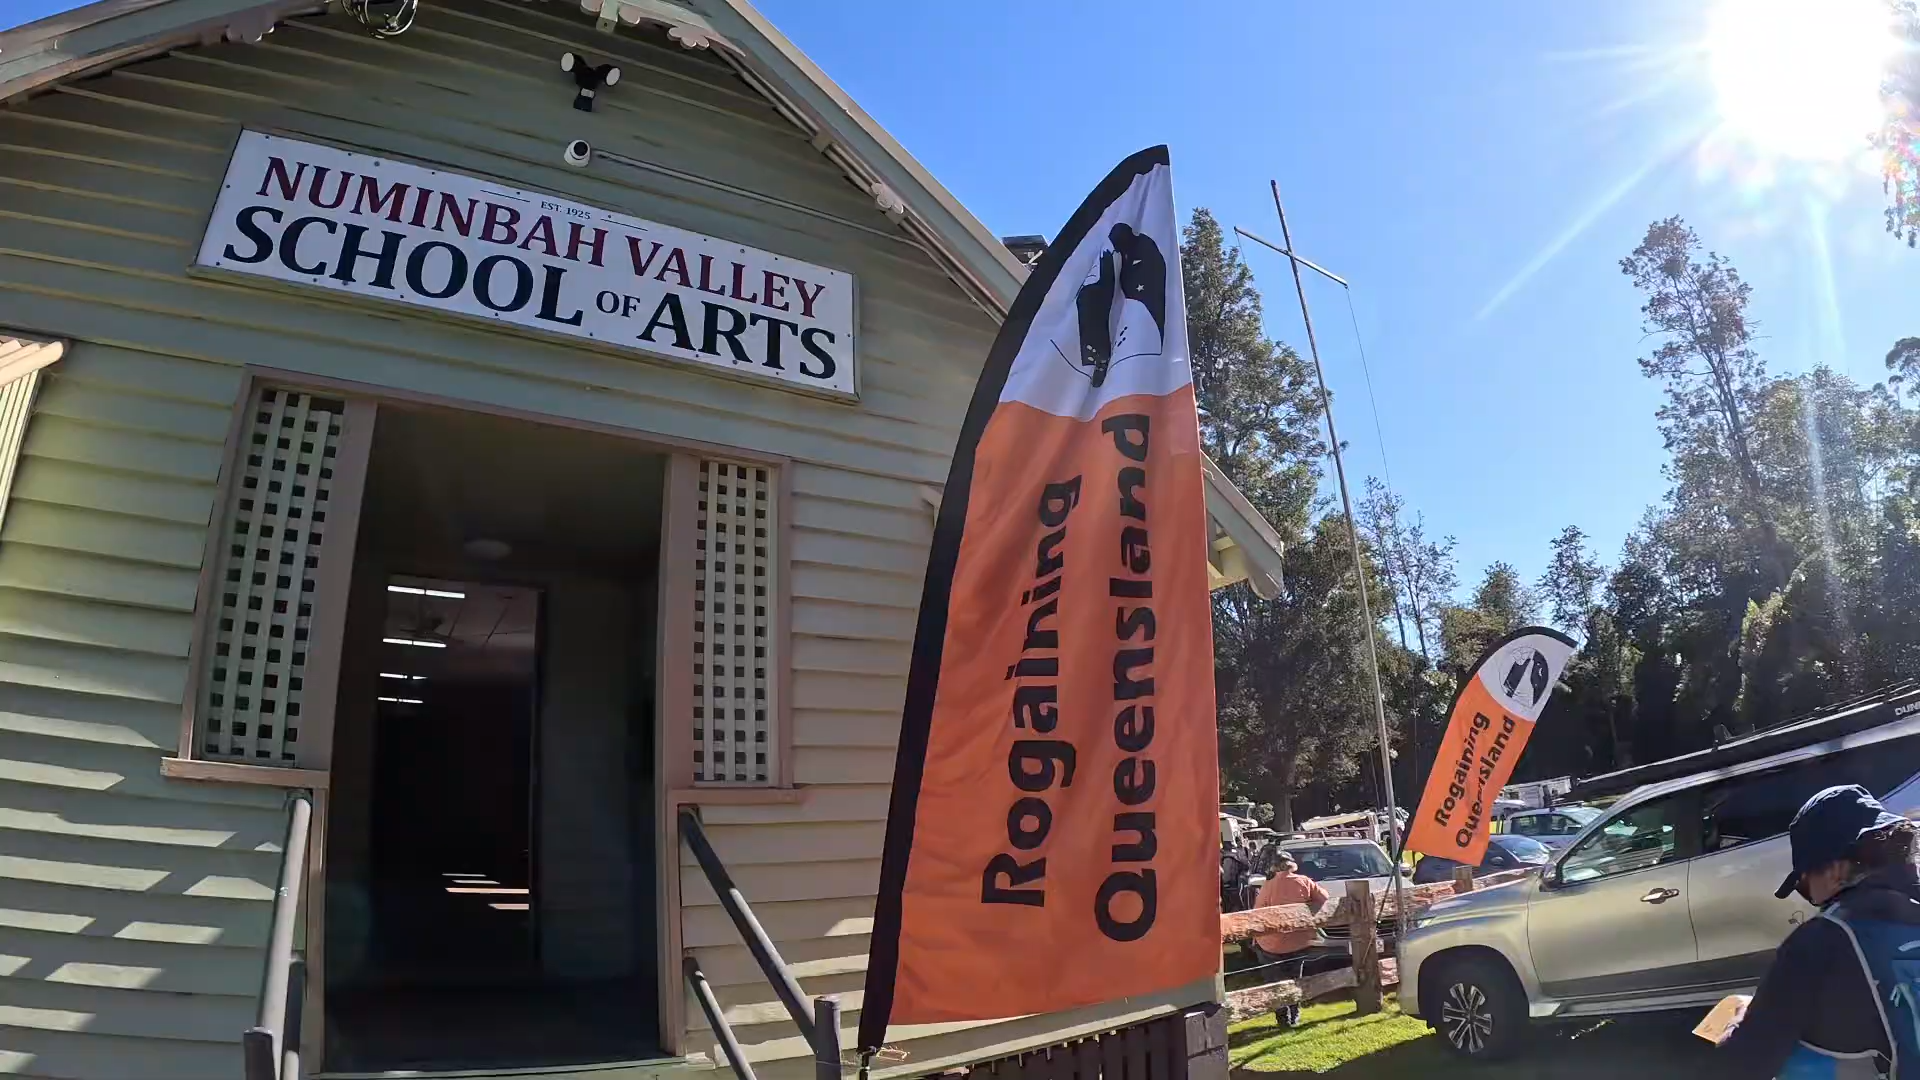 EST. 1925
NUMINBAH VALLEY
SCHOOL OF ARTS
Rogaining
Queensland
Rogaining
Queensland